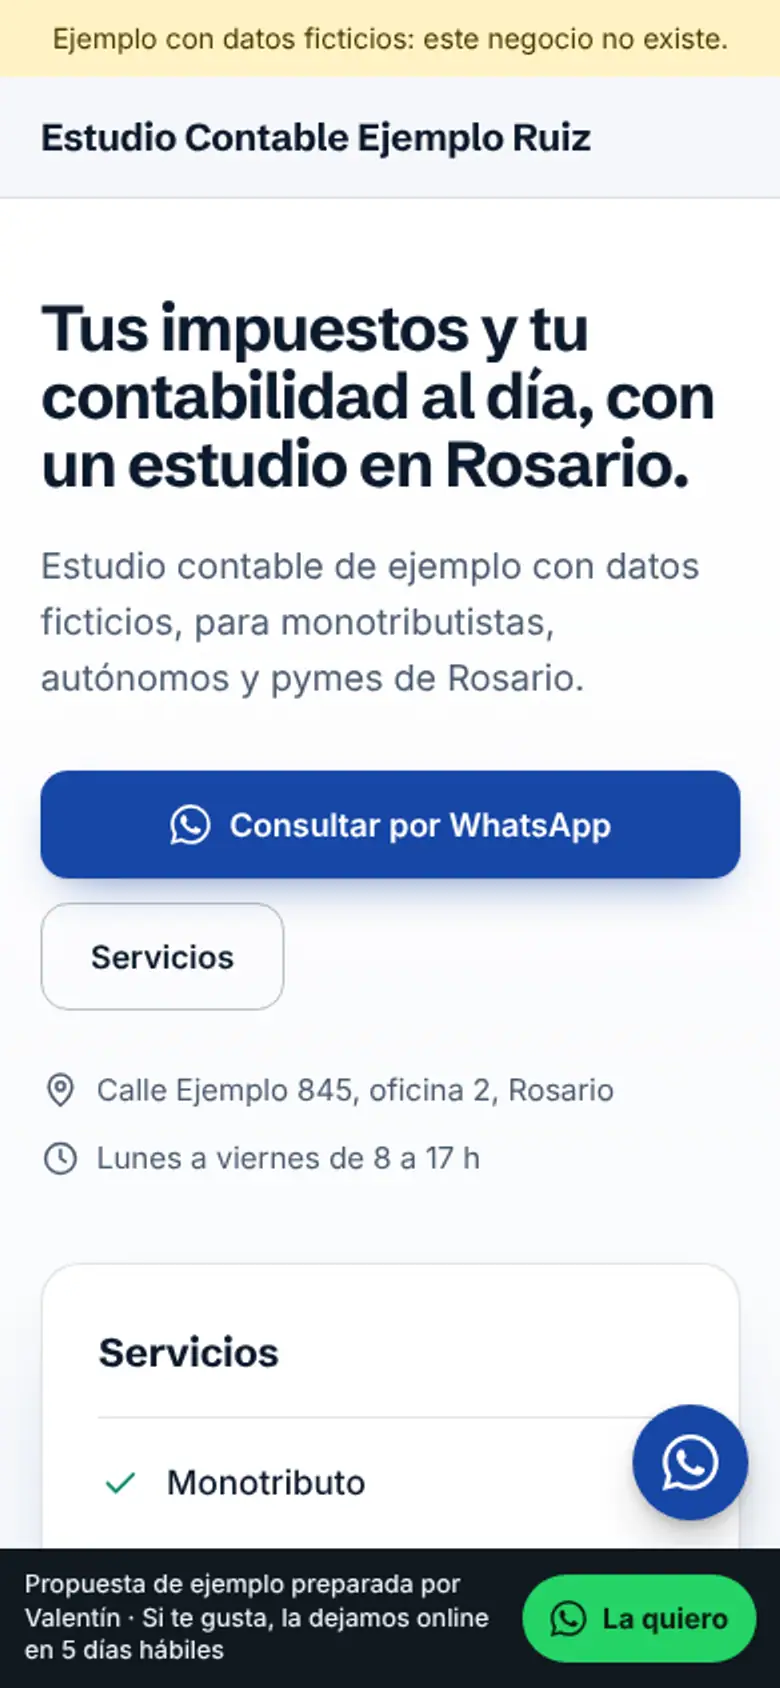 Ejemplo con datos ficticios: este negocio no existe.
Estudio Contable Ejemplo Ruiz
Tus impuestos y tu
contabilidad al día, con
un estudio en Rosario.
Estudio contable de ejemplo con datos
ficticios, para monotributistas,
autónomos y pymes de Rosario.
Consultar por WhatsApp
Servicios
Calle Ejemplo 845, oficina 2, Rosario
Lunes a viernes de 8 a 17 h
Servicios
Monotributo
Propuesta de ejemplo preparada por
Valentín · Si te gusta, la dejamos online
en 5 días hábiles
La quiero